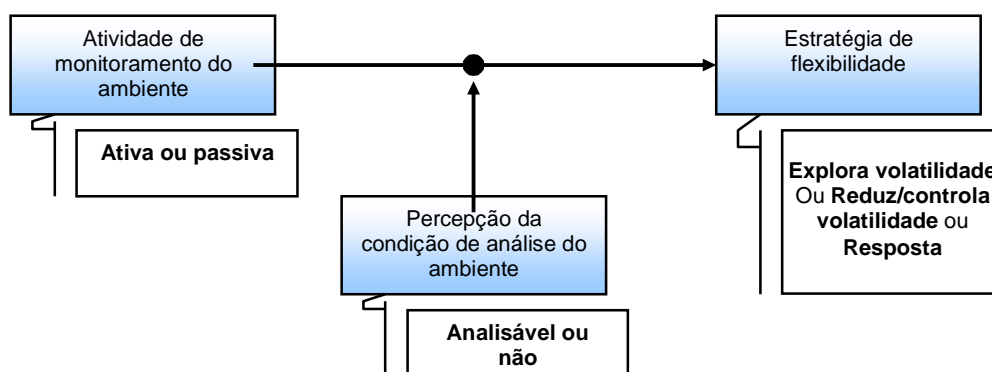 Atividade de
monitoramento do
ambiente
Estratégia de
flexibilidade
Ativa ou passiva
Explora volatilidade
Ou Reduz/controla
volatilidade ou
Resposta
Percepção da
condição de análise do
ambiente
Analisável ou
não